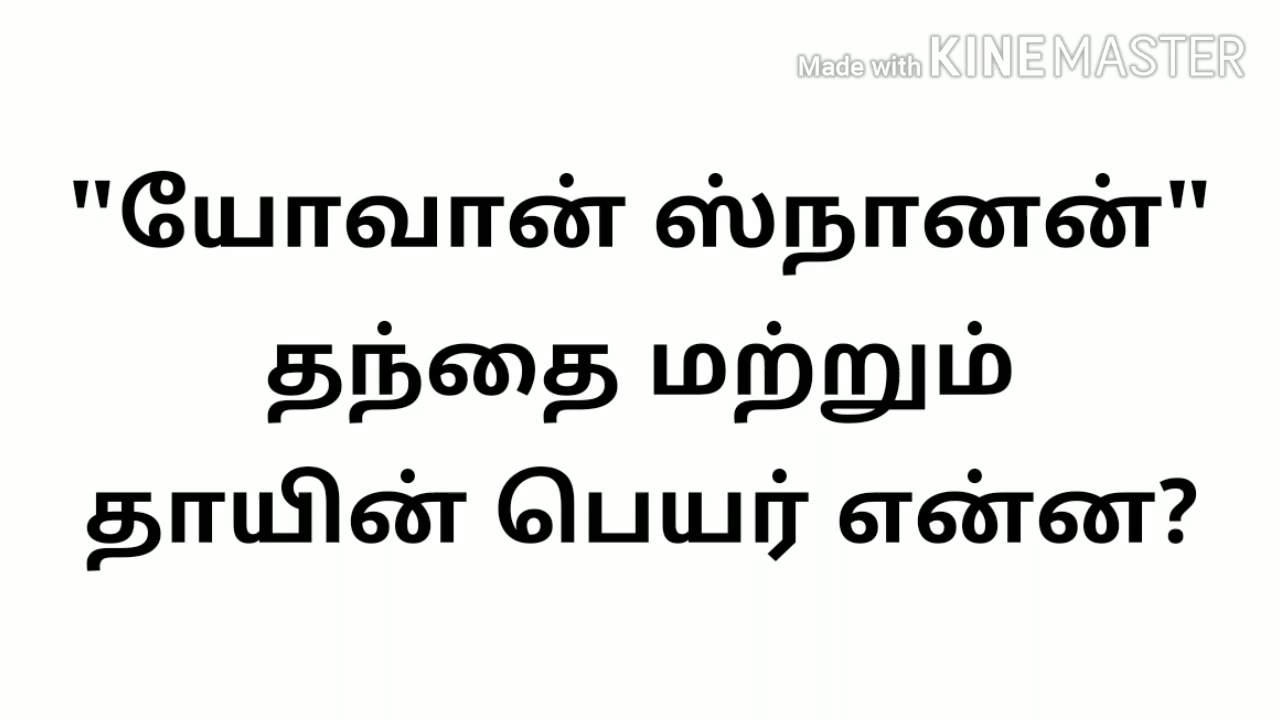 Made with KINEMASTER
"யோவான் ஸ்நானன்"
தந்தை மற்றும்
தாயின் பெயர் என்ன?